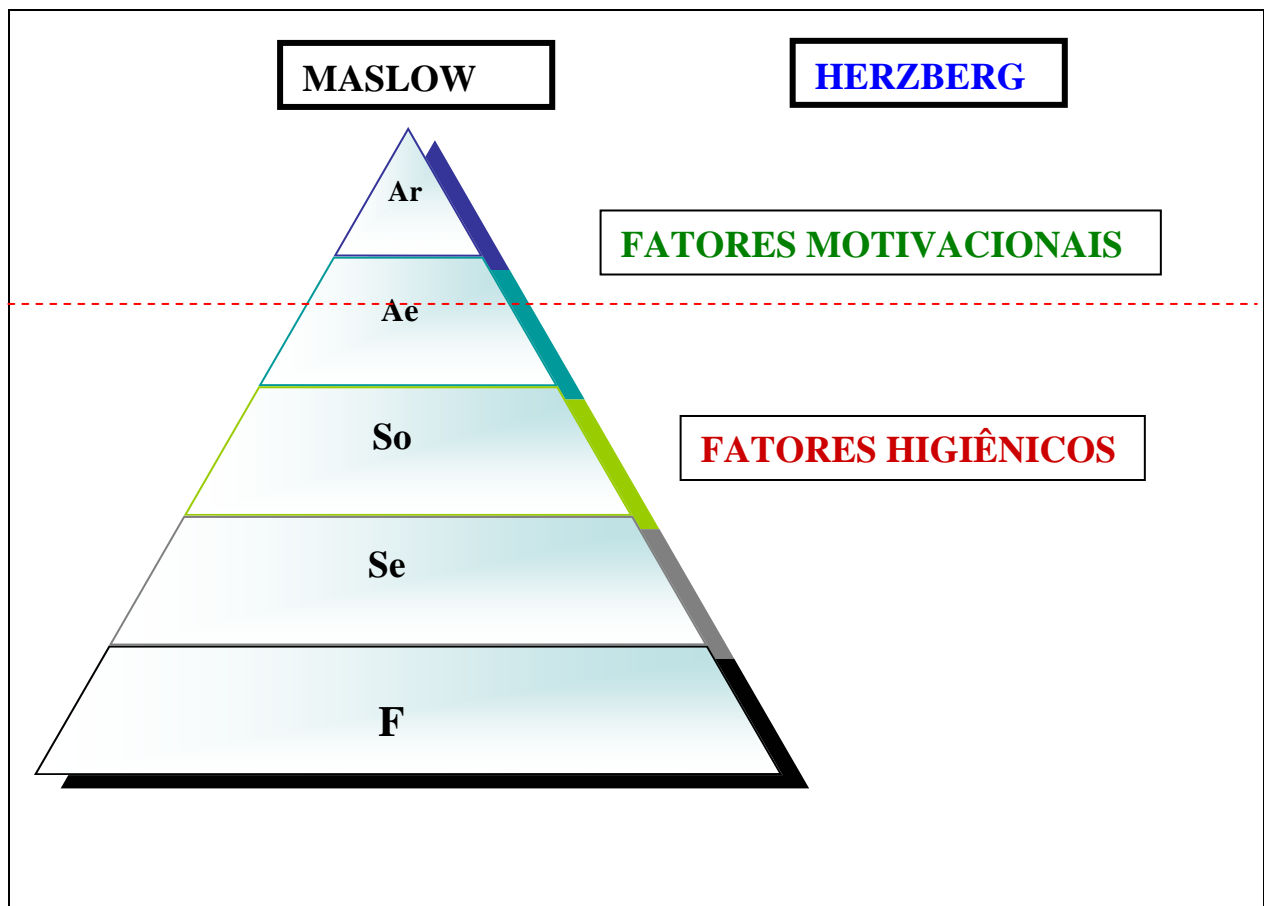 MASLOW
HERZBERG
Ar
FATORES MOTIVACIONAIS
Ae
So
FATORES HIGIÊNICOS
Se
F